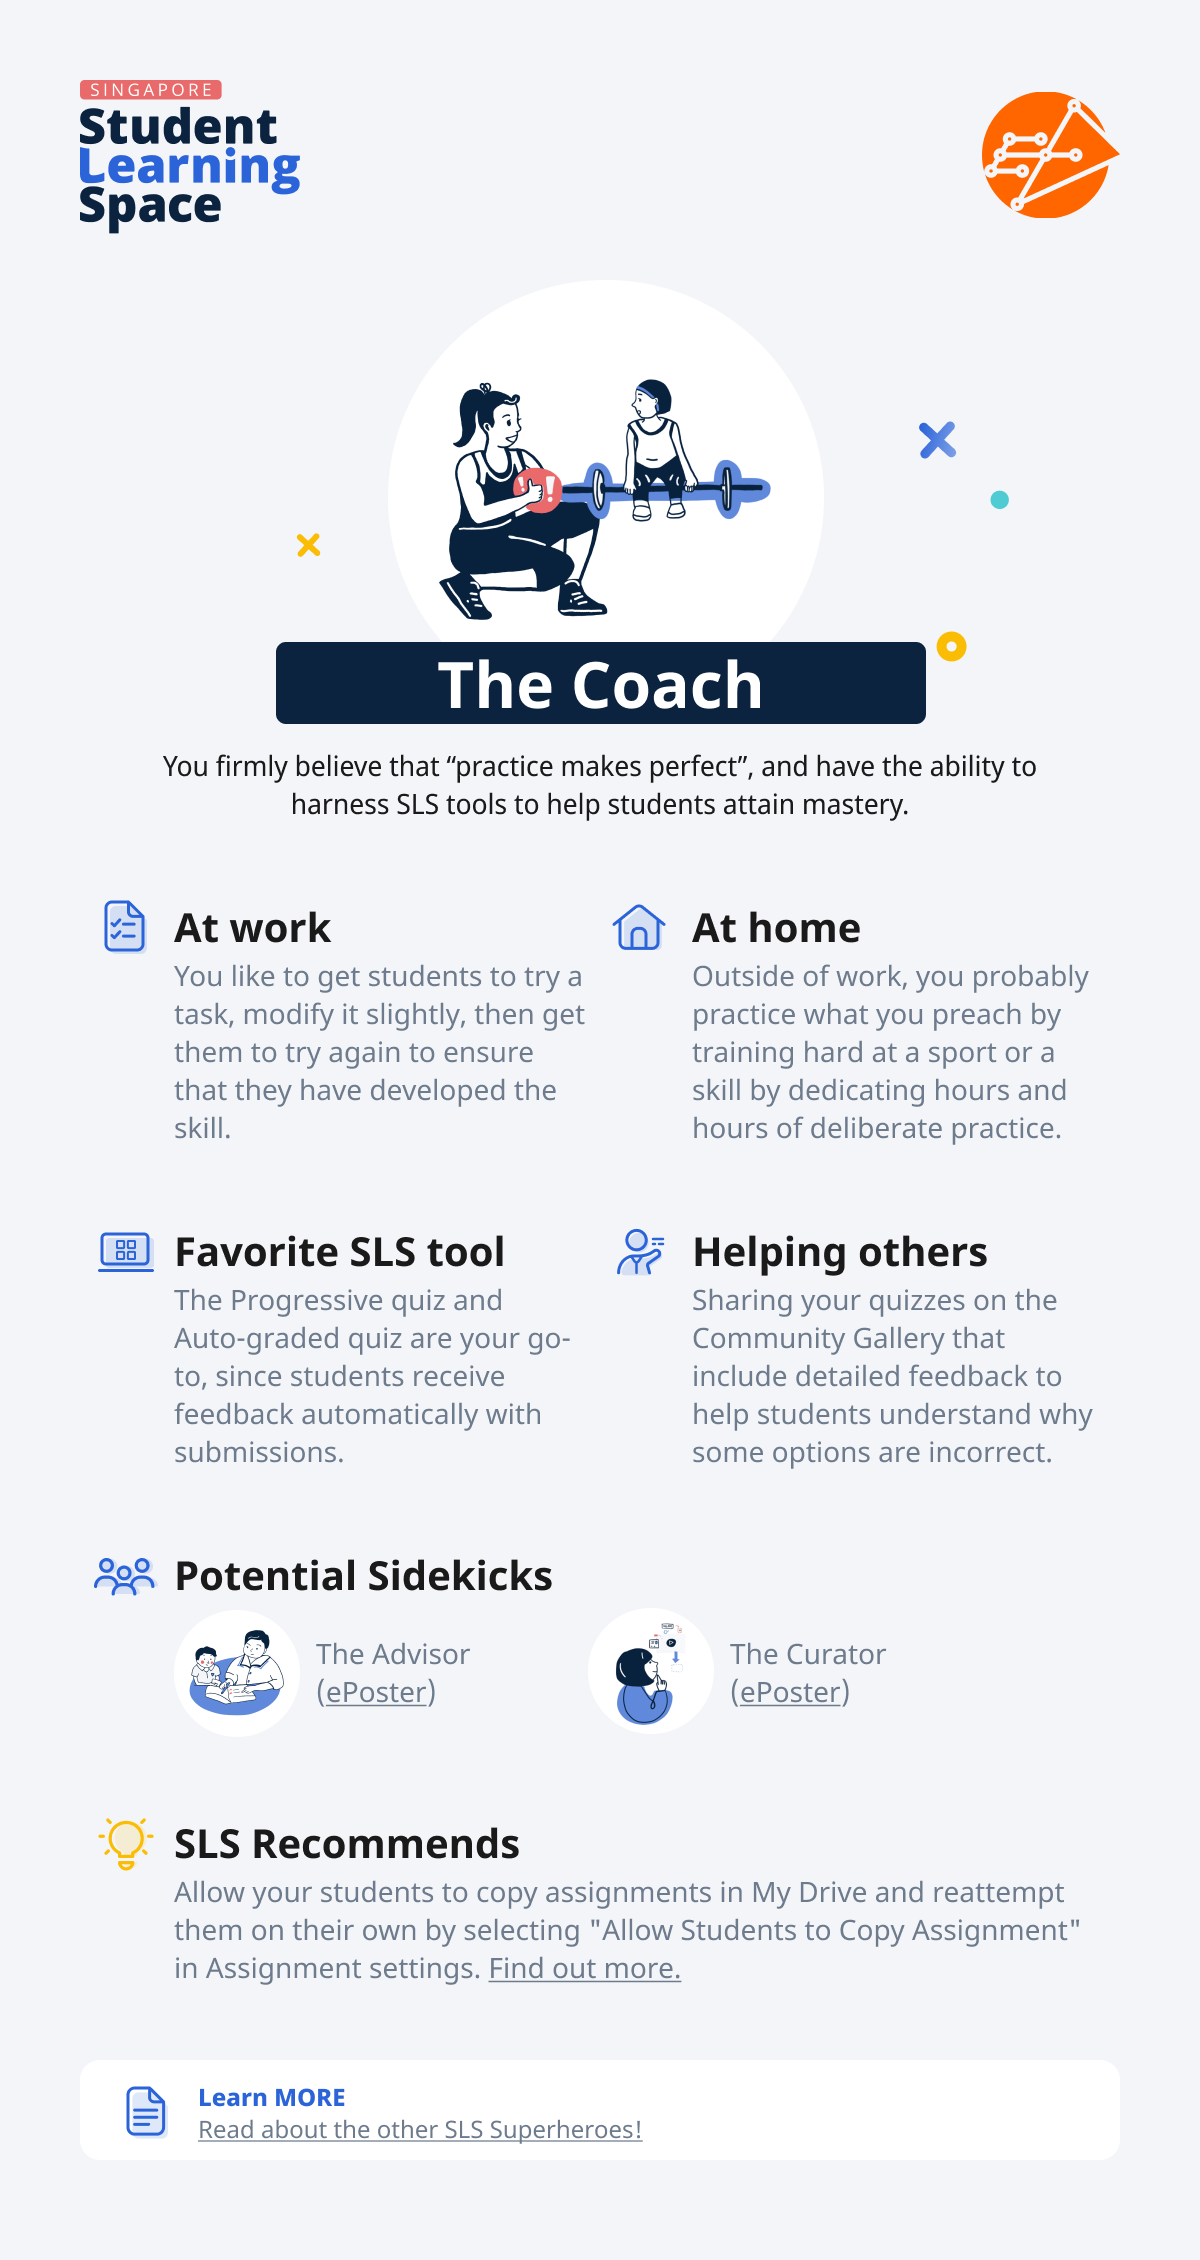 SINGAPORE
Student
Learning
Space
The Coach
You firmly believe that “practice makes perfect”, and have the ability to
harness SLS tools to help students attain mastery.
At work
You like to get students to try a
task, modify it slightly, then get
them to try again to ensure
that they have developed the
skill.
At home
Outside of work, you probably
practice what you preach by
training hard at a sport or a
skill by dedicating hours and
hours of deliberate practice.
Favorite SLS tool
The Progressive quiz and
Auto-graded quiz are your go-
to, since students receive
feedback automatically with
submissions.
Helping others
Sharing your quizzes on the
Community Gallery that
include detailed feedback to
help students understand why
some options are incorrect.
Potential Sidekicks
The Advisor
(ePoster)
The Curator
(ePoster)
SLS Recommends
Allow your students to copy assignments in My Drive and reattempt
them on their own by selecting "Allow Students to Copy Assignment"
in Assignment settings. Find out more.
Learn MORE
Read about the other SLS Superheroes!